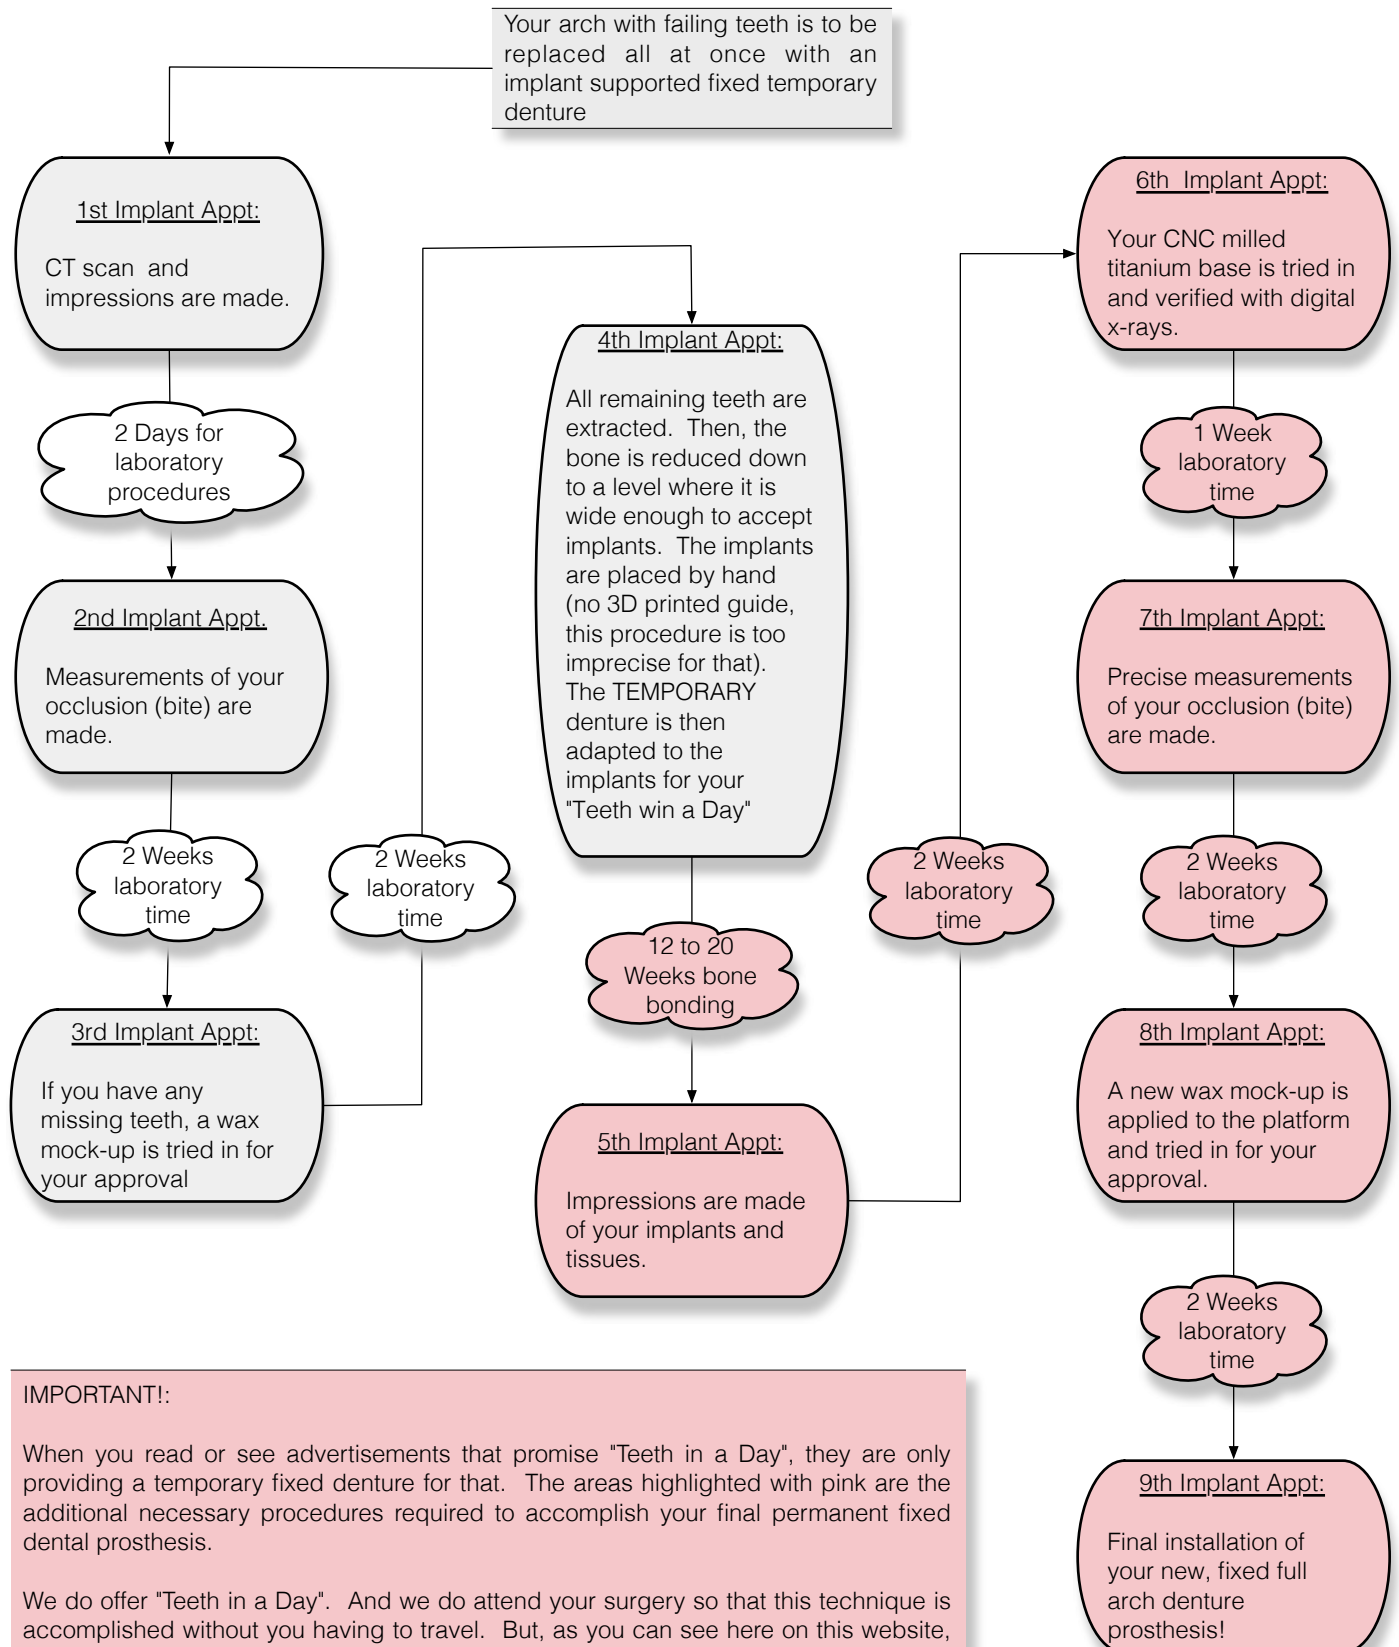 Your arch with failing teeth is to be
replaced all at once with an
implant supported fixed temporary
denture
1st Implant Appt:
CT scan and
impressions are made.
2 Days for
laboratory
procedures
2nd Implant Appt.
Measurements of your
occlusion (bite) are
made.
2 Weeks
laboratory
time
3rd Implant Appt:
If you have any
missing teeth, a wax
mock-up is tried in for
your approval
2 Weeks
laboratory
time
4th Implant Appt:
All remaining teeth are
extracted. Then, the
bone is reduced down
to a level where it is
wide enough to accept
implants. The implants
are placed by hand
(no 3D printed guide,
this procedure is too
imprecise for that).
The TEMPORARY
denture is then
adapted to the
implants for your
"Teeth win a Day"
12 to 20
Weeks bone
bonding
5th Implant Appt:
Impressions are made
of your implants and
tissues.
2 Weeks
laboratory
time
6th Implant Appt:
Your CNC milled
titanium base is tried in
and verified with digital
x-rays.
1 Week
laboratory
time
7th Implant Appt:
Precise measurements
of your occlusion (bite)
are made.
2 Weeks
laboratory
time
8th Implant Appt:
A new wax mock-up is
applied to the platform
and tried in for your
approval.
2 Weeks
laboratory
time
9th Implant Appt:
Final installation of
your new, fixed full
arch denture
prosthesis!
IMPORTANT!:
When you read or see advertisements that promise "Teeth in a Day", they are only
providing a temporary fixed denture for that. The areas highlighted with pink are the
additional necessary procedures required to accomplish your final permanent fixed
dental prosthesis.
We do offer "Teeth in a Day". And we do attend your surgery so that this technique is
accomplished without you having to travel. But, as you can see here on this website,